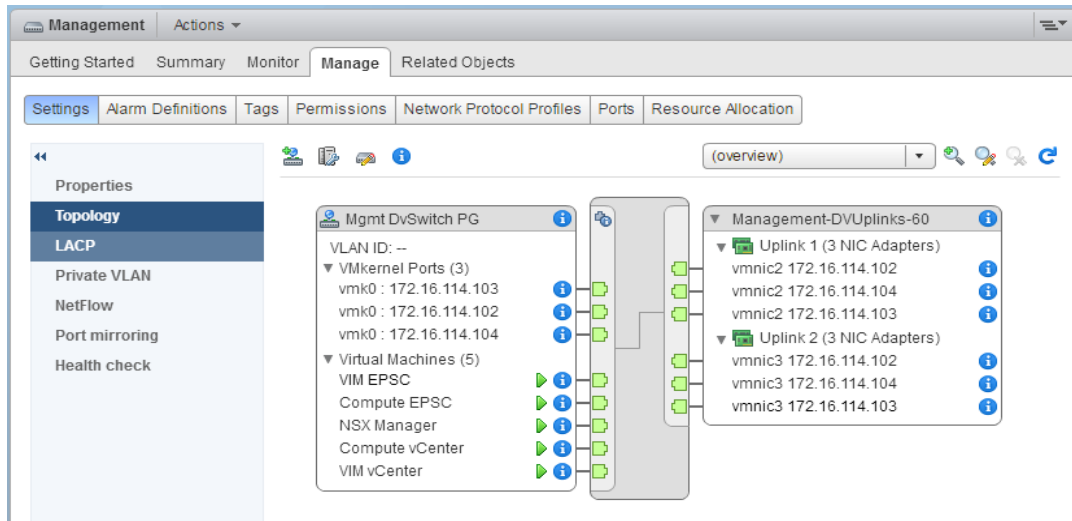 Management Actions
Getting Started Summary Monitor Manage Related Objects
Settings Alarm Definitions Tags Permissions Network Protocol Profiles Ports Resource Allocation
Properties
Topology
LACP
Private VLAN
NetFlow
Port mirroring
Health check
(overview)
Mgmt DvSwitch PG
VLAN ID: --
VMkernel Ports (3)
vmk0 : 172.16.114.103
vmk0 : 172.16.114.102
vmk0 : 172.16.114.104
Virtual Machines (5)
VIM EPSC
Compute EPSC
NSX Manager
Compute vCenter
VIM vCenter
Management-DVUplinks-60
Uplink 1 (3 NIC Adapters)
vmnic2 172.16.114.102
vmnic2 172.16.114.104
vmnic2 172.16.114.103
Uplink 2 (3 NIC Adapters)
vmnic3 172.16.114.102
vmnic3 172.16.114.104
vmnic3 172.16.114.103